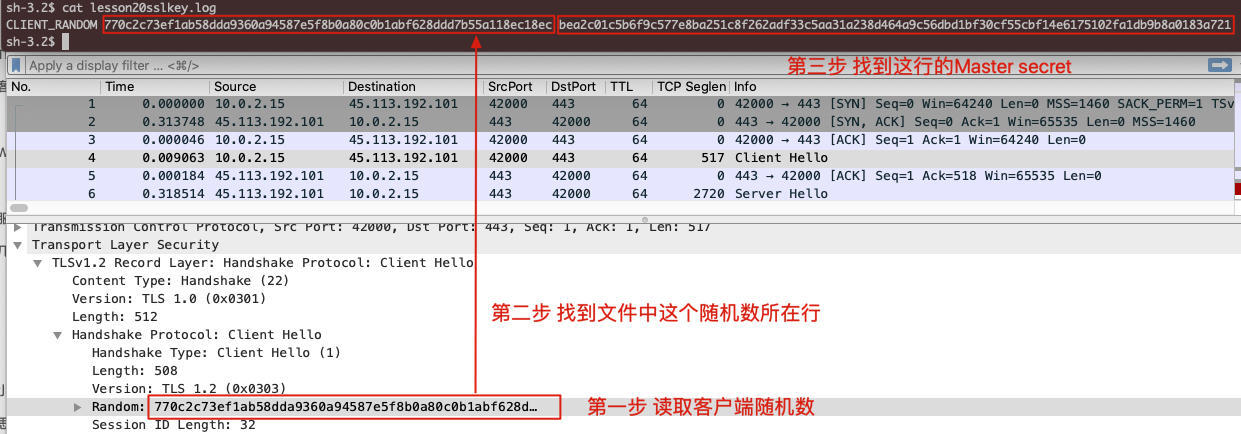 sh-3.2$ cat lesson20sslkey.log
CLIENT_RANDOM 770c2c73ef1ab58dda9360a94587e5f8b0a80c0b1abf628ddd7b55a118ec18ec bea2c01c5b6f9c577e8ba251c8f262adf33c5aa31a238d464a9c56dbd1bf30cf55cbf14e6175102fa1db9b8a0183a721
sh-3.2$
Apply a display filter … <⌘/>
第三步 找到这行的Master secret
No. Time Source Destination SrcPort DstPort TTL TCP Seglen Info
1 0.000000 10.0.2.15 45.113.192.101 42000 443 64 0 42000 → 443 [SYN] Seq=0 Win=64240 Len=0 MSS=1460 SACK_PERM=1 TSv
2 0.313748 45.113.192.101 10.0.2.15 443 42000 64 0 443 → 42000 [SYN, ACK] Seq=0 Ack=1 Win=65535 Len=0 MSS=1460
3 0.000046 10.0.2.15 45.113.192.101 42000 443 64 0 42000 → 443 [ACK] Seq=1 Ack=1 Win=64240 Len=0
4 0.009063 10.0.2.15 45.113.192.101 42000 443 64 517 Client Hello
5 0.000184 45.113.192.101 10.0.2.15 443 42000 64 0 443 → 42000 [ACK] Seq=1 Ack=518 Win=65535 Len=0
6 0.318514 45.113.192.101 10.0.2.15 443 42000 64 2720 Server Hello
Transmission Control Protocol, Src Port: 42000, Dst Port: 443, Seq: 1, Ack: 1, Len: 517
Transport Layer Security
TLSv1.2 Record Layer: Handshake Protocol: Client Hello
Content Type: Handshake (22)
Version: TLS 1.0 (0x0301)
Length: 512
第二步 找到文件中这个随机数所在行
Handshake Protocol: Client Hello
Handshake Type: Client Hello (1)
Length: 508
Version: TLS 1.2 (0x0303)
Random: 770c2c73ef1ab58dda9360a94587e5f8b0a80c0b1abf628d…
第一步 读取客户端随机数
Session ID Length: 32